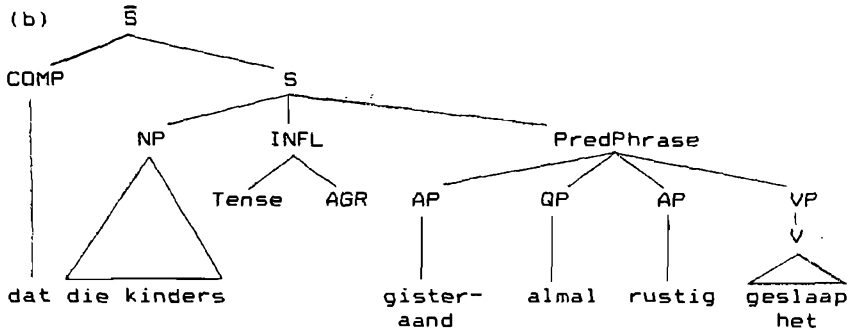 (b) S̄
COMP S
NP INFL PredPhrase
Tense AGR AP QP AP VP
V
dat die kinders gister- almal rustig geslaap
aand het